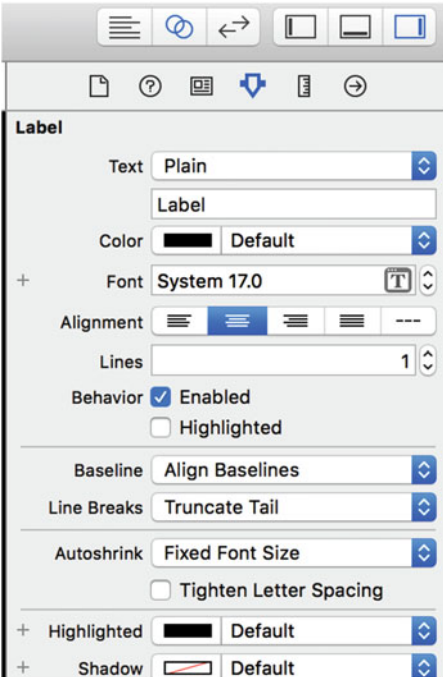 Label
Text Plain
Label
Color Default
+ Font System 17.0 T
Alignment ---
Lines 1
Behavior Enabled
Highlighted
Baseline Align Baselines
Line Breaks Truncate Tail
Autoshrink Fixed Font Size
Tighten Letter Spacing
+ Highlighted Default
+ Shadow Default